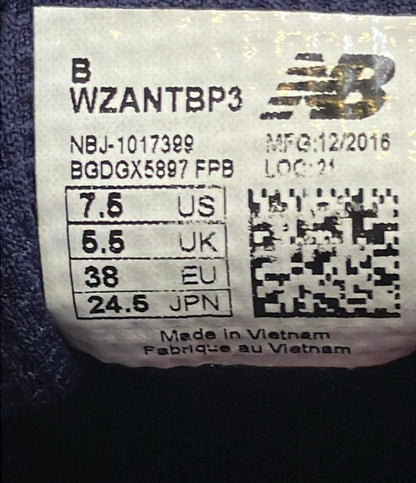 B
WZANTBP3
NB
NBJ-1017399
MFG:12/2016
BGDGX5897 FPB
LOC: 21
7.5 US
5.5 UK
38 EU
24.5 JPN
Made in Vietnam
Fabrique au Vietnam